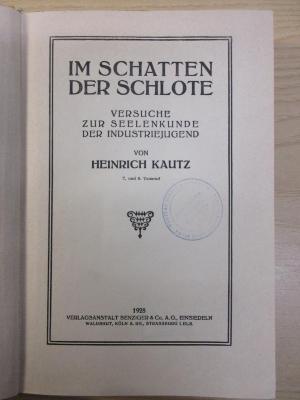 IM SCHATTEN
DER SCHLOTE
VERSUCHE
ZUR SEELENKUNDE
DER INDUSTRIEJUGEND
VON
HEINRICH KAUTZ
7. und 8. Tausend
1928
VERLAGSANSTALT BENZIGER & Co. A.G., EINSIEDELN
WALDSHUT, KÖLN A. RH., STRASSBURG I. ELS.